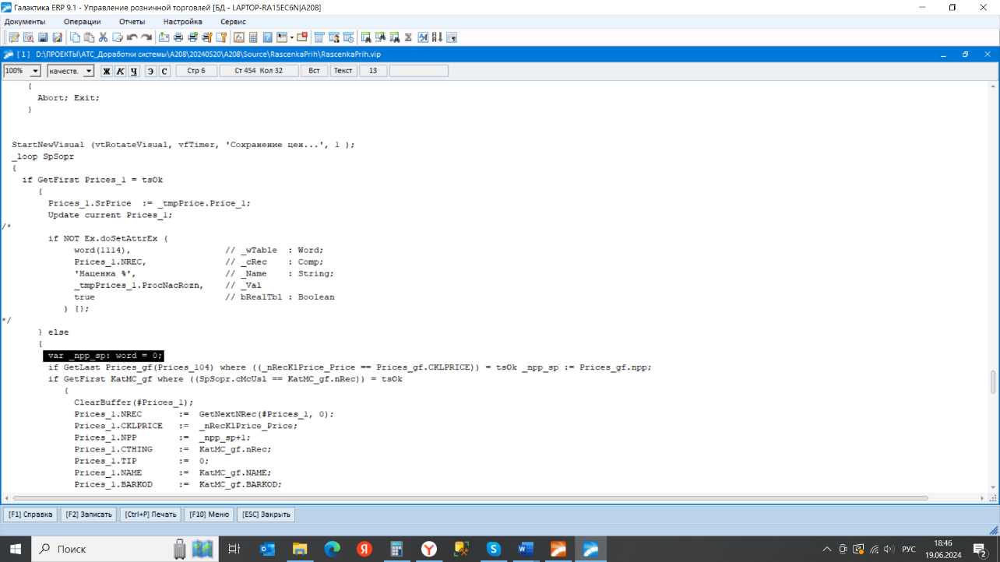 Галактика ERP 9.1 - Управление розничной торговлей [БД - LAPTOP-RA15EC6N|A208]
Документы Операции Отчеты Настройка Сервис
[ 1 ] D:\ПРОЕКТЫ\АТС_Доработки системы\A208\20240520\A208\Source\RascenkaPrih\RascenkaPrih.vip
100% качеств. Ж К Ч Э С Стр 6 Ст 454 Кол 32 Вст Текст 13
{
Abort; Exit;
}
StartNewVisual (vtRotateVisual, vfTimer, 'Сохранение цен...', 1 );
_loop SpSopr
{
if GetFirst Prices_1 = tsOk
{
Prices_1.SrPrice := _tmpPrice.Price_1;
Update current Prices_1;
/*
if NOT Ex.doSetAttrEx (
word(1114), // _wTable : Word;
Prices_1.NREC, // _cRec : Comp;
'Наценка %', // _Name : String;
_tmpPrices_1.ProcNacRozn, // _Val
true // bRealTbl : Boolean
) {};
*/
} else
{
var _npp_sp: word = 0;
if GetLast Prices_gf(Prices_104) where ((_nRecKlPrice_Price == Prices_gf.CKLPRICE)) = tsOk _npp_sp := Prices_gf.npp;
if GetFirst KatMC_gf where ((SpSopr.cMcUsl == KatMC_gf.nRec)) = tsOk
{
ClearBuffer(#Prices_1);
Prices_1.NREC := GetNextNRec(#Prices_1, 0);
Prices_1.CKLPRICE := _nRecKlPrice_Price;
Prices_1.NPP := _npp_sp+1;
Prices_1.CTHING := KatMC_gf.nRec;
Prices_1.TIP := 0;
Prices_1.NAME := KatMC_gf.NAME;
Prices_1.BARKOD := KatMC_gf.BARKOD;
[F1] Справка [F2] Записать [Ctrl+P] Печать [F10] Меню [ESC] Закрыть
Поиск
РУС
18:46
19.06.2024
2